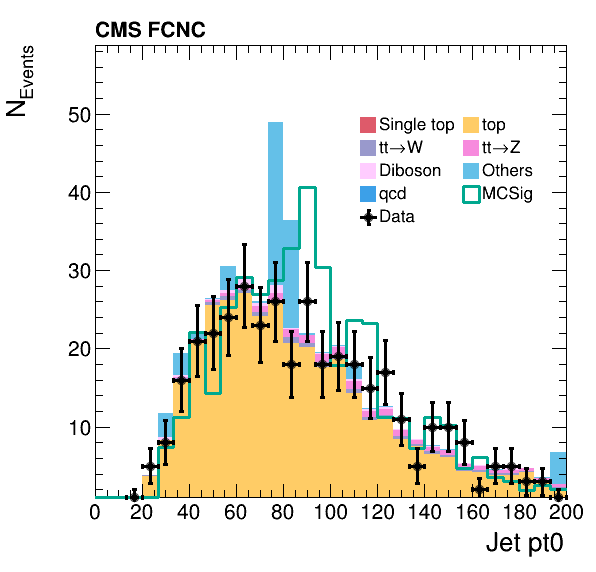 CMS FCNC
N_Events
50
40
30
20
10
Single top top
tt→W tt→Z
Diboson Others
qcd MCSig
Data
0 20 40 60 80 100 120 140 160 180 200
Jet pt0